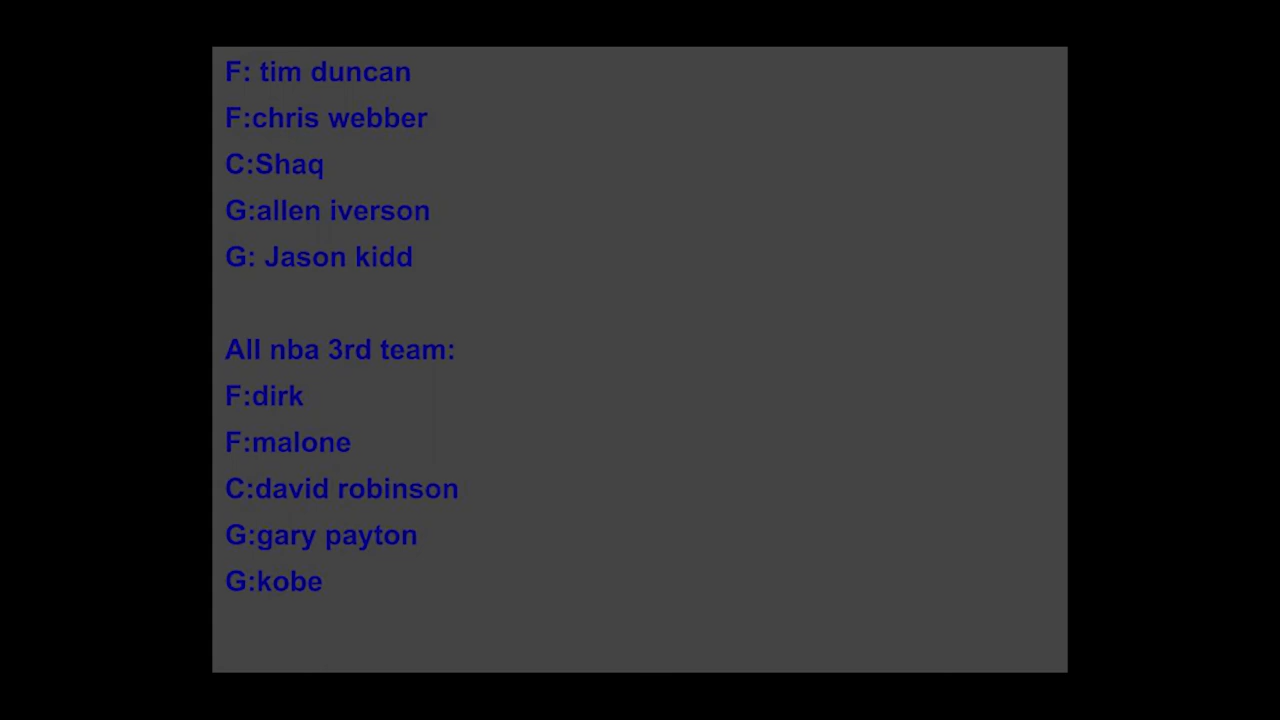 F: tim duncan
F:chris webber
C:Shaq
G:allen iverson
G: Jason kidd
All nba 3rd team:
F:dirk
F:malone
C:david robinson
G:gary payton
G:kobe